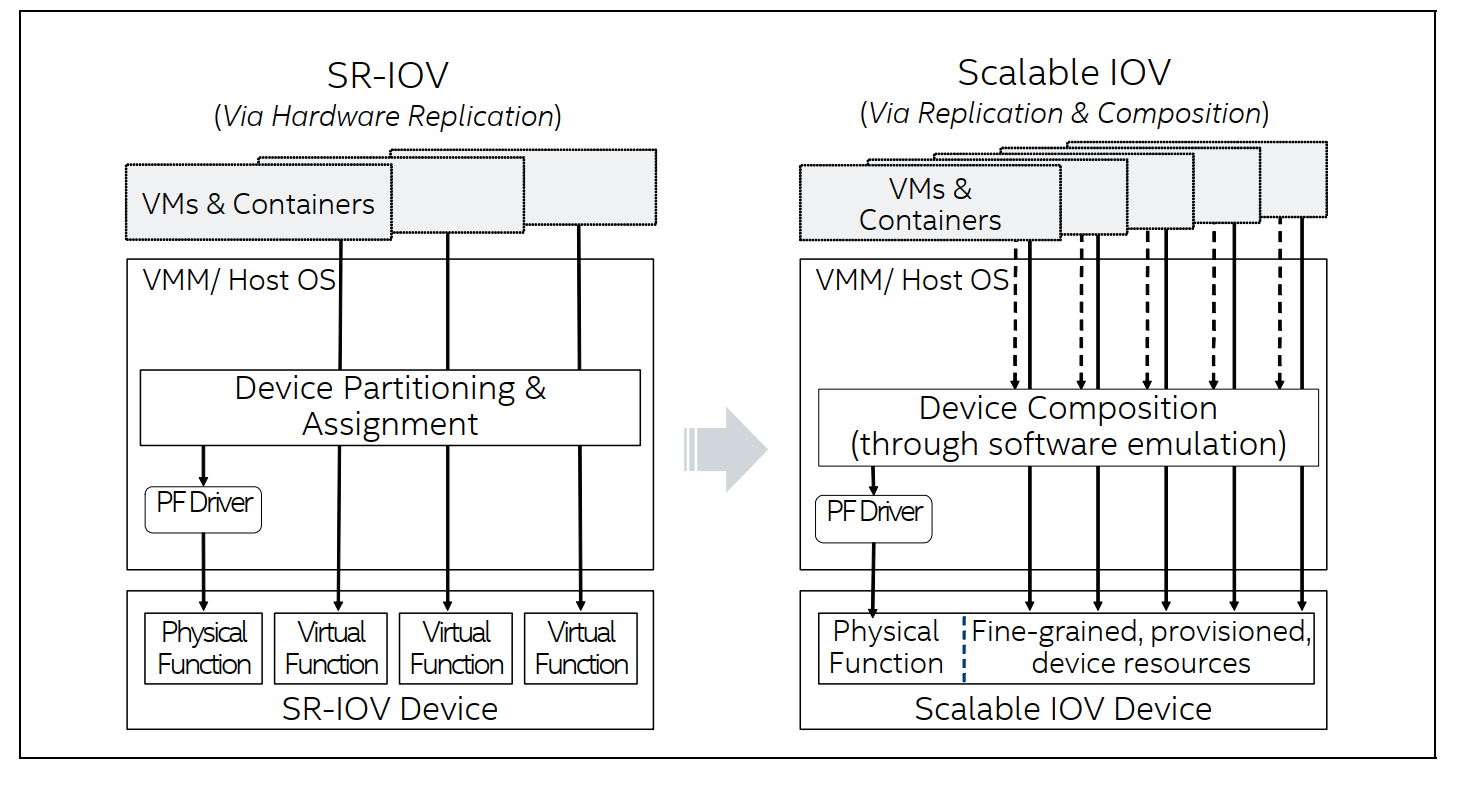 SR-IOV
(Via Hardware Replication)
VMs & Containers
VMM/ Host OS
Device Partitioning &
Assignment
PF Driver
Physical
Function
Virtual
Function
Virtual
Function
Virtual
Function
SR-IOV Device
Scalable IOV
(Via Replication & Composition)
VMs &
Containers
VMM/ Host OS
Device Composition
(through software emulation)
PF Driver
Physical
Function
Fine-grained, provisioned,
device resources
Scalable IOV Device